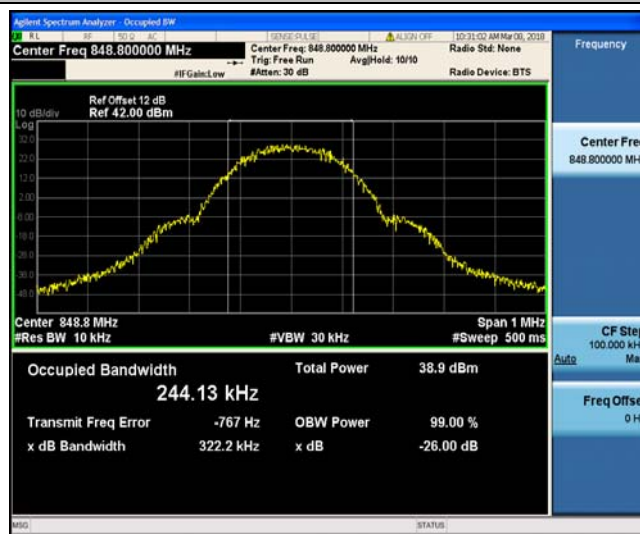 Agilent Spectrum Analyzer - Occupied BW
RL RF 50 Ω AC SENSE:PULSE ALIGN OFF 10:31:02 AM Mar 08, 2018
Center Freq 848.800000 MHz
Center Freq: 848.800000 MHz
Radio Std: None
Trig: Free Run Avg|Hold: 10/10
#IFGain:Low #Atten: 30 dB Radio Device: BTS
Ref Offset 12 dB
10 dB/div Ref 42.00 dBm
Log
32.0
22.0
12.0
2.00
-8.00
-18.0
-28.0
-38.0
-48.0
Center 848.8 MHz Span 1 MHz
#Res BW 10 kHz #VBW 30 kHz #Sweep 500 ms
Occupied Bandwidth Total Power 38.9 dBm
244.13 kHz
Transmit Freq Error -767 Hz OBW Power 99.00 %
x dB Bandwidth 322.2 kHz x dB -26.00 dB
MSG STATUS
Frequency
Center Fre
848.800000 MH
CF Step
100.000 kH
Auto Ma
Freq Offse
0 H